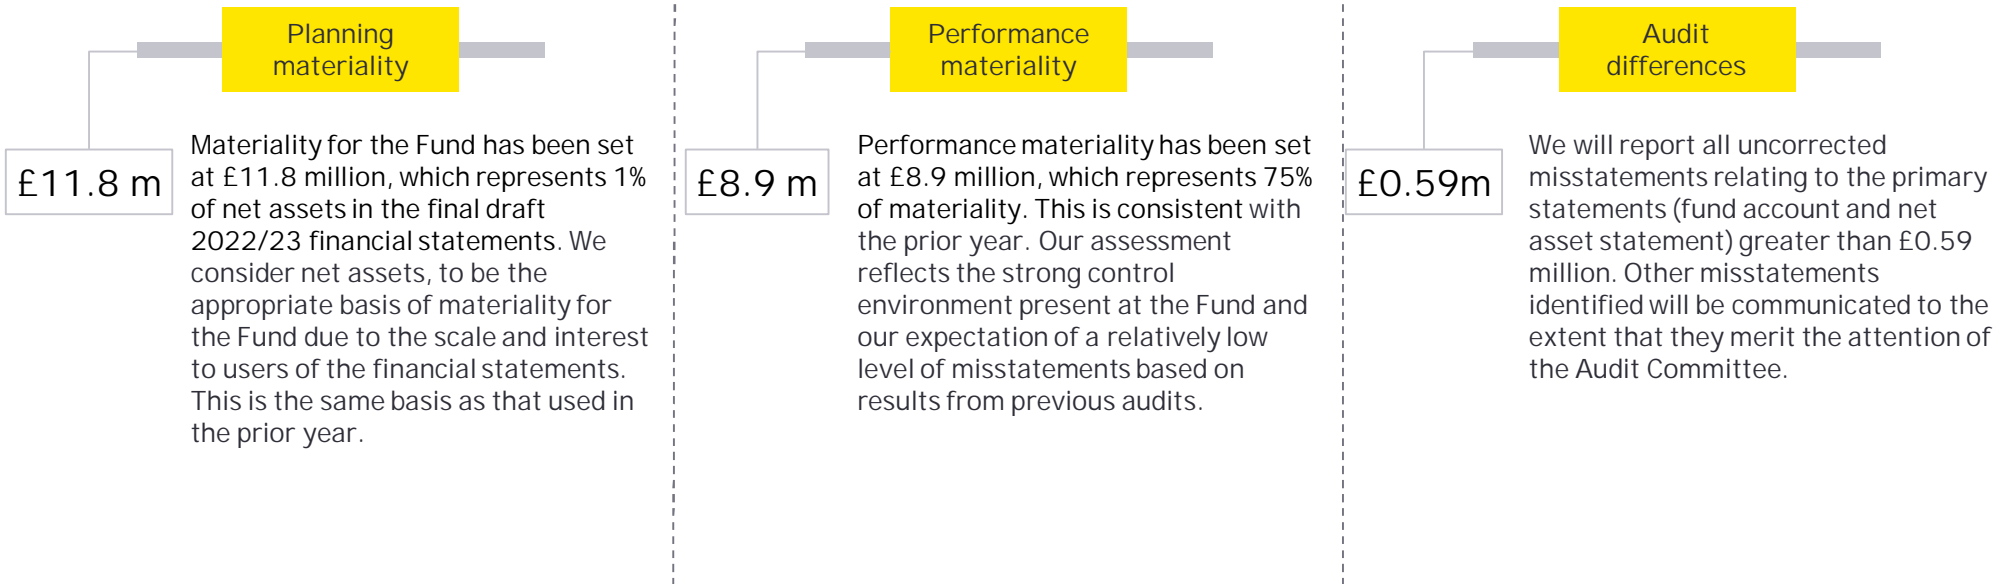 Planning
materiality
£11.8 m
Materiality for the Fund has been set
at £11.8 million, which represents 1%
of net assets in the final draft
2022/23 financial statements. We
consider net assets, to be the
appropriate basis of materiality for
the Fund due to the scale and interest
to users of the financial statements.
This is the same basis as that used in
the prior year.
Performance
materiality
£8.9 m
Performance materiality has been set
at £8.9 million, which represents 75%
of materiality. This is consistent with
the prior year. Our assessment
reflects the strong control
environment present at the Fund and
our expectation of a relatively low
level of misstatements based on
results from previous audits.
Audit
differences
£0.59m
We will report all uncorrected
misstatements relating to the primary
statements (fund account and net
asset statement) greater than £0.59
million. Other misstatements
identified will be communicated to the
extent that they merit the attention of
the Audit Committee.